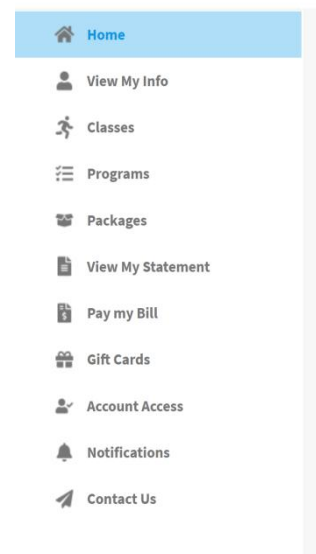 Home
View My Info
Classes
Programs
Packages
View My Statement
Pay my Bill
Gift Cards
Account Access
Notifications
Contact Us